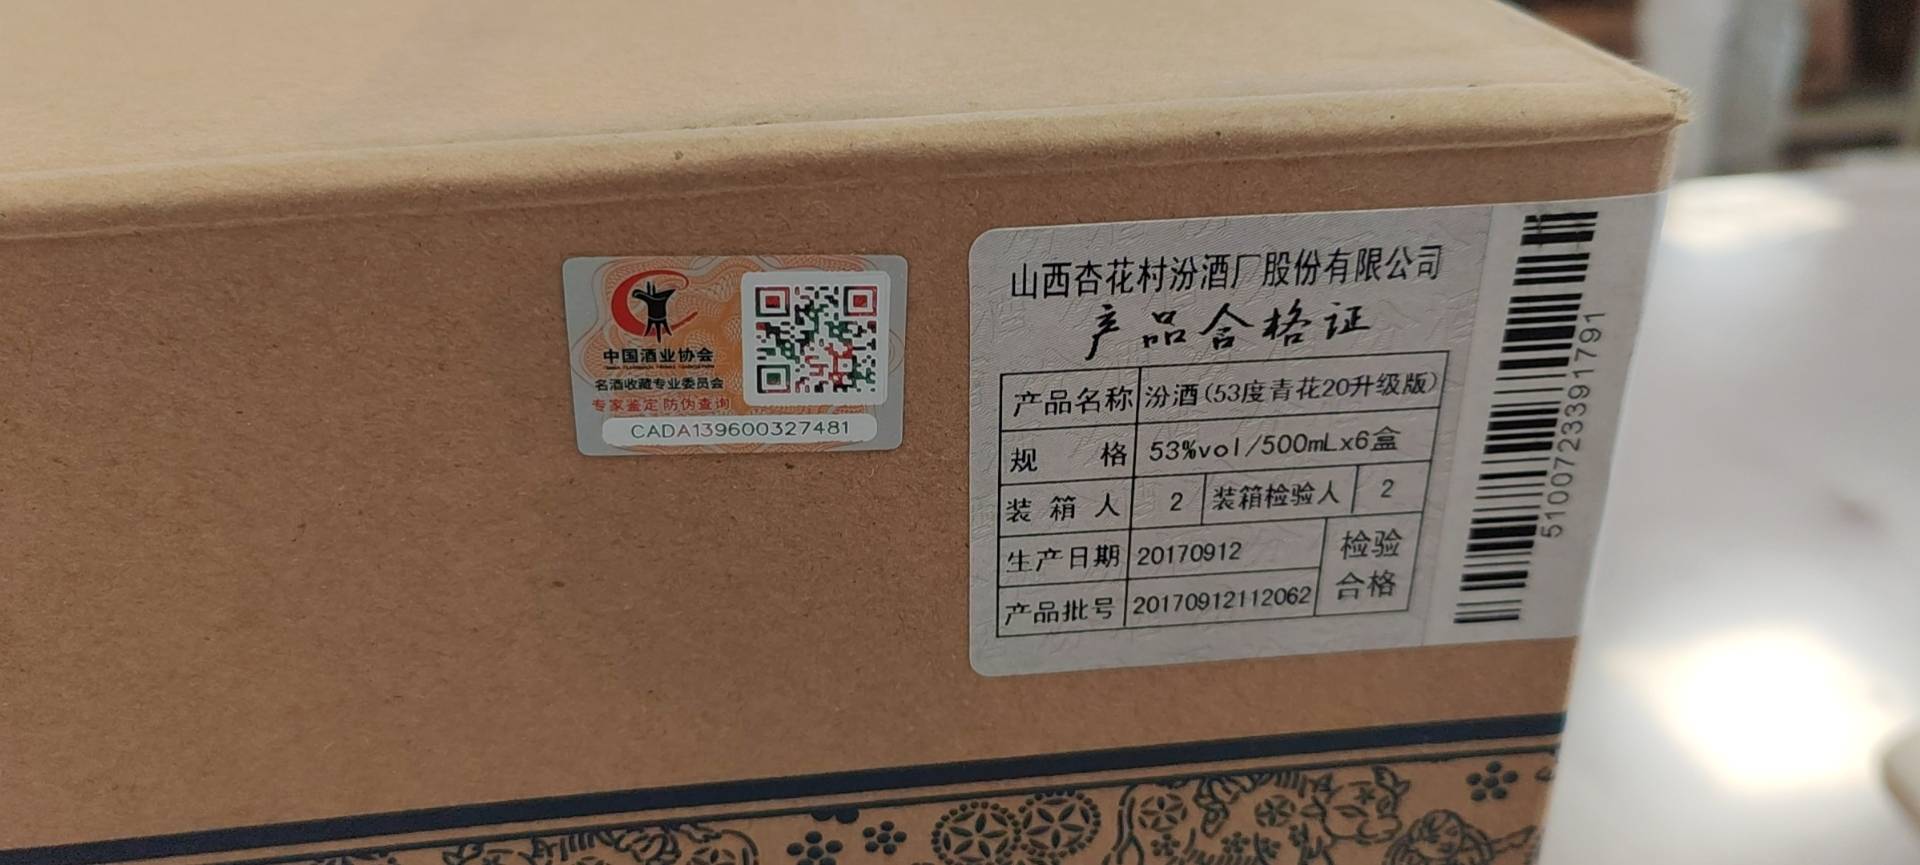 中国酒业协会
名酒收藏专业委员会
专家鉴定 防伪查询
CADA139600327481
山西杏花村汾酒厂股份有限公司
产品合格证
产品名称 汾酒(53度青花20升级版)
规 格 53%vol/500mLx6盒
装箱人 2 装箱检验人 2
生产日期 20170912
检验合格
产品批号 20170912112062
5100723391791